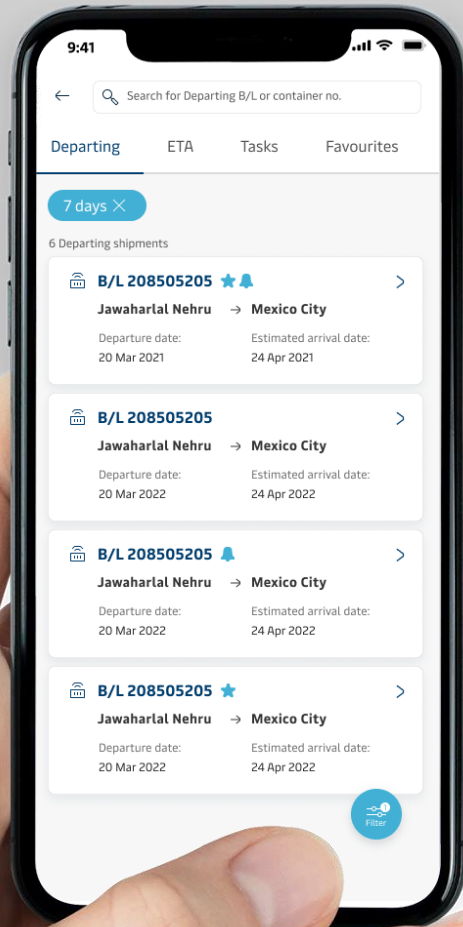 9:41
Search for Departing B/L or container no.
Departing ETA Tasks Favourites
7 days
6 Departing shipments
B/L 208505205
Jawaharlal Nehru → Mexico City
Departure date: Estimated arrival date:
20 Mar 2021 24 Apr 2021
B/L 208505205
Jawaharlal Nehru → Mexico City
Departure date: Estimated arrival date:
20 Mar 2022 24 Apr 2022
B/L 208505205
Jawaharlal Nehru → Mexico City
Departure date: Estimated arrival date:
20 Mar 2022 24 Apr 2022
B/L 208505205
Jawaharlal Nehru → Mexico City
Departure date: Estimated arrival date:
20 Mar 2022 24 Apr 2022
1
Filter